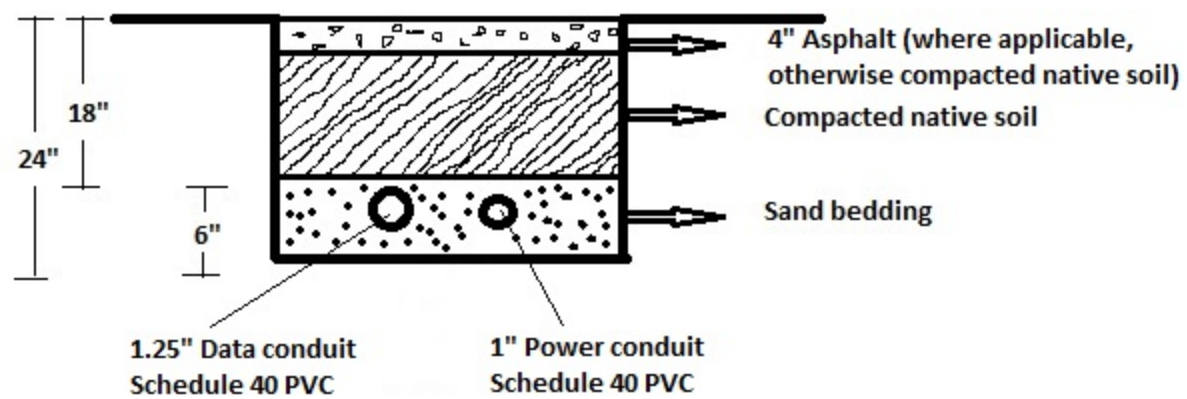 4" Asphalt (where applicable,
otherwise compacted native soil)
18"
Compacted native soil
24"
Sand bedding
6"
1.25" Data conduit
Schedule 40 PVC
1" Power conduit
Schedule 40 PVC